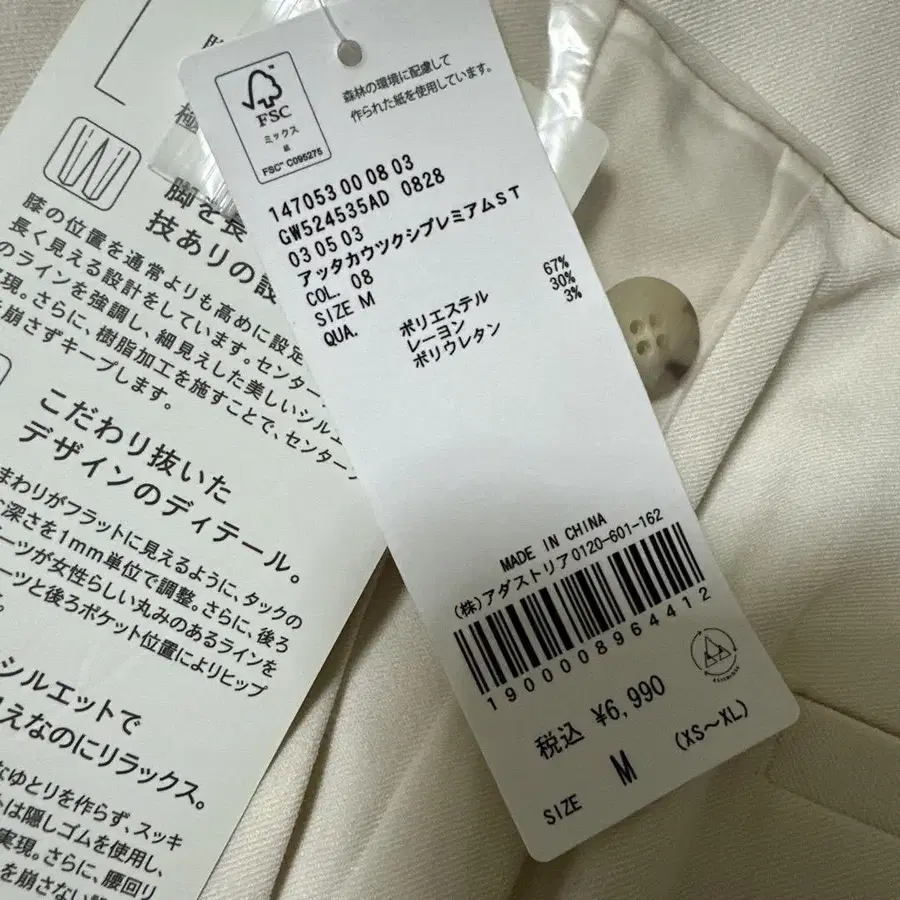 FSC
ミックス
紙
FSC™ C095275
森林の環境に配慮して
作られた紙を使用しています。
147053 00 08 03
GW524535AD 0828
03 05 03
アッタカウツクシプレミアムST
COL. 08
SIZE M
QUA. ポリエステル 67%
レーヨン 30%
ポリウレタン 3%
MADE IN CHINA
(株)アダストリア0120-601-162
1900008964412
税込 ¥6,990
SIZE M (XS～XL)
脚を長
技ありの設
膝の位置を通常よりも高めに設定
長く見える設計をしています。センター
のラインを強調し、細見えした美しいシルエ
現。さらに、樹脂加工を施すことで、センター
を崩さずキープします。
こだわり抜いた
デザインのディテール。
まわりがフラットに見えるように、タックの
深さを1mm単位で調整。さらに、後ろ
ーツが女性らしい丸みのあるラインを
ーツと後ろポケット位置によりヒップ
シルエットで
えなのにリラックス。
なゆとりを作らず、スッキ
は隠しゴムを使用し、
実現。さらに、腰回り
を崩さない